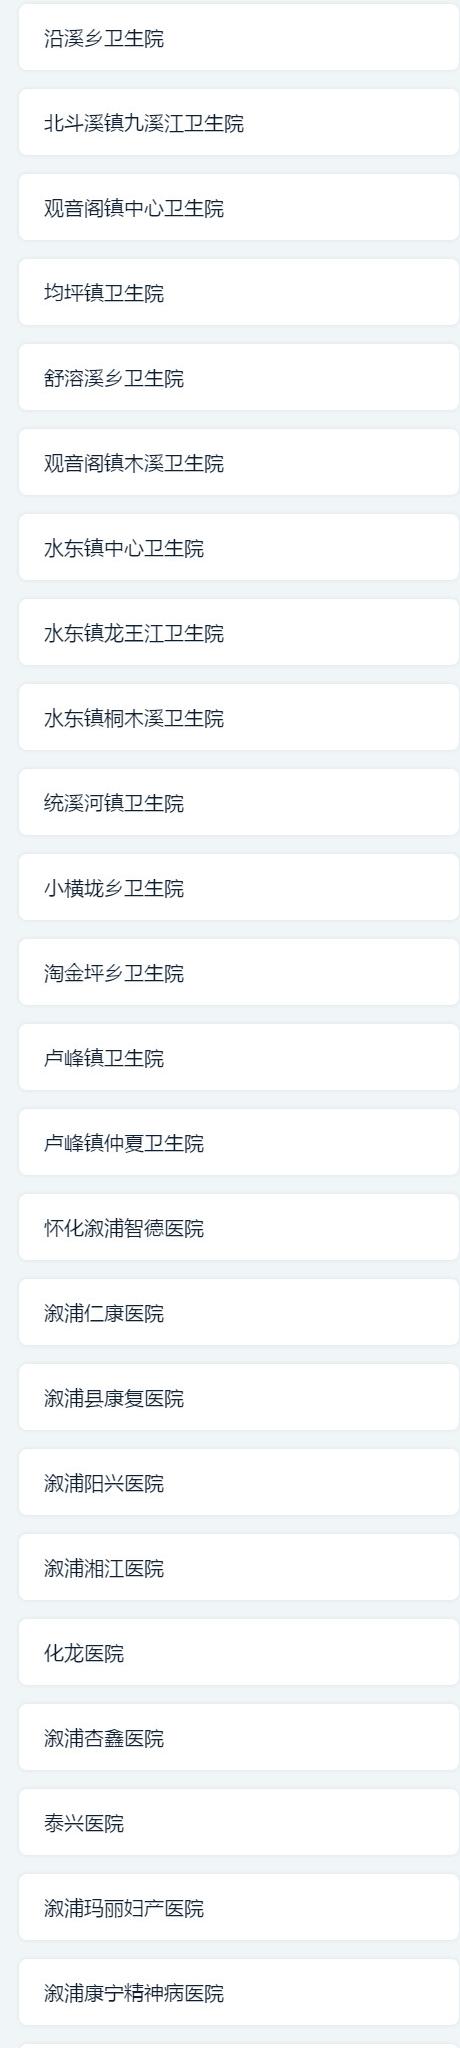 沿溪乡卫生院
北斗溪镇九溪江卫生院
观音阁镇中心卫生院
均坪镇卫生院
舒溶溪乡卫生院
观音阁镇木溪卫生院
水东镇中心卫生院
水东镇龙王江卫生院
水东镇桐木溪卫生院
统溪河镇卫生院
小横垅乡卫生院
淘金坪乡卫生院
卢峰镇卫生院
卢峰镇仲夏卫生院
怀化溆浦智德医院
溆浦仁康医院
溆浦县康复医院
溆浦阳兴医院
溆浦湘江医院
化龙医院
溆浦杏鑫医院
泰兴医院
溆浦玛丽妇产医院
溆浦康宁精神病医院